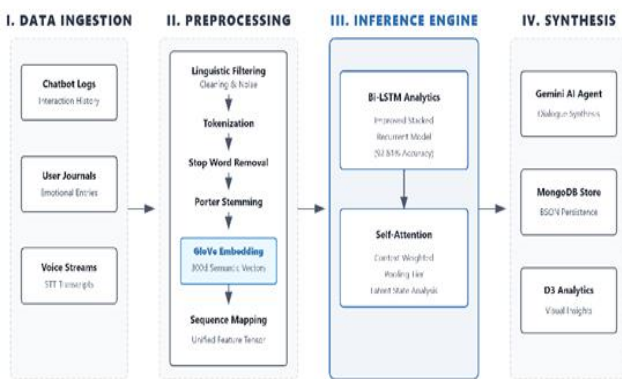 I. DATA INGESTION
II. PREPROCESSING
III. INFERENCE ENGINE
IV. SYNTHESIS
Chatbot Logs
Interaction History
User Journals
Emotional Entries
Voice Streams
STT Transcripts
Linguistic Filtering
Cleaning & Noise
Tokenization
Stop Word Removal
Porter Stemming
GloVe Embedding
300d Semantic Vectors
Sequence Mapping
Unified Feature Tensor
Bi-LSTM Analytics
Improved Stacked
Recurrent Model
Accuracy)
Self-Attention
Context Weighted
Pooling Tier
Latent State Analysis
Gemini AI Agent
Dialogue Synthesis
MongoDB Store
BSON Persistence
D3 Analytics
Visual Insights